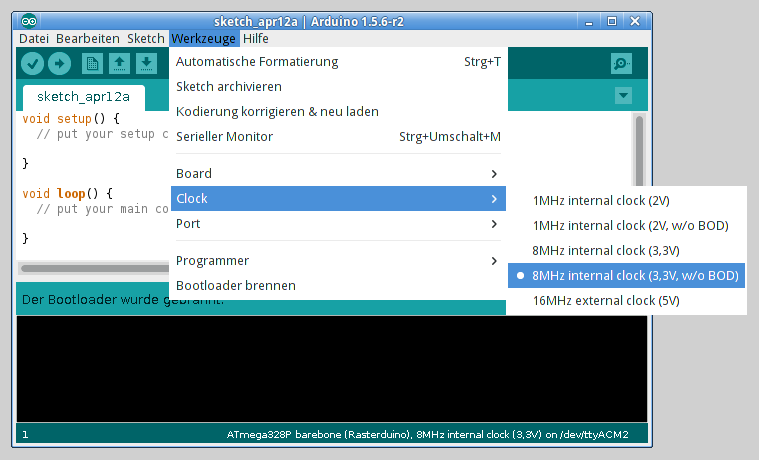 sketch_apr12a | Arduino 1.5.6-r2
Datei Bearbeiten Sketch Werkzeuge Hilfe
Automatische Formatierung Strg+T
Sketch archivieren
Kodierung korrigieren & neu laden
Serieller Monitor Strg+Umschalt+M
Board
Clock
Port
Programmer
Bootloader brennen
1MHz internal clock (2V)
1MHz internal clock (2V, w/o BOD)
8MHz internal clock (3,3V)
8MHz internal clock (3,3V, w/o BOD)
16MHz external clock (5V)
sketch_apr12a
void setup() {
// put your setup c
}
void loop() {
// put your main co
}
Der Bootloader wurde gebrannt.
1 ATmega328P barebone (Rasterduino), 8MHz internal clock (3,3V) on /dev/ttyACM2